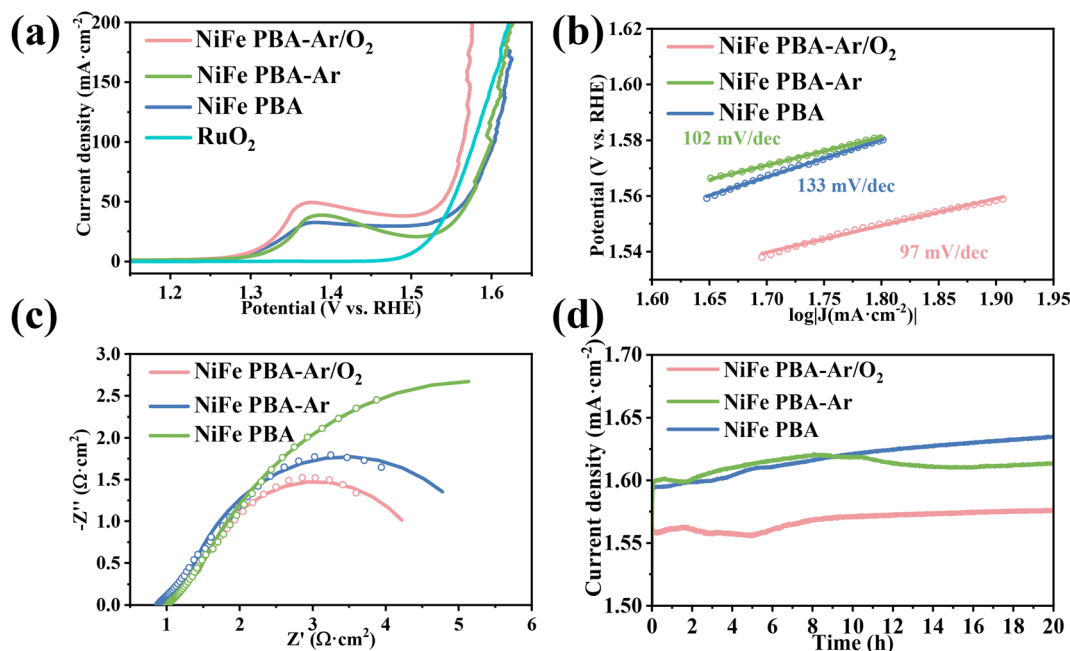 (a)
NiFe PBA-Ar/O₂
NiFe PBA-Ar
NiFe PBA
RuO₂
Current density (mA·cm⁻²)
200
150
100
50
0
1.2
1.3
1.4
1.5
1.6
Potential (V vs. RHE)
(b)
NiFe PBA-Ar/O₂
NiFe PBA-Ar
NiFe PBA
102 mV/dec
133 mV/dec
97 mV/dec
Potential (V vs. RHE)
1.62
1.60
1.58
1.56
1.54
1.60
1.65
1.70
1.75
1.80
1.85
1.90
1.95
log|J(mA·cm⁻²)|
(c)
NiFe PBA-Ar/O₂
NiFe PBA-Ar
NiFe PBA
-Z'' (Ω·cm²)
3.0
2.5
2.0
1.5
1.0
0.5
0.0
1
2
3
4
5
6
Z' (Ω·cm²)
(d)
NiFe PBA-Ar/O₂
NiFe PBA-Ar
NiFe PBA
Current density (mA·cm⁻²)
1.70
1.65
1.60
1.55
1.50
0
2
4
6
8
10
12
14
16
18
20
Time (h)